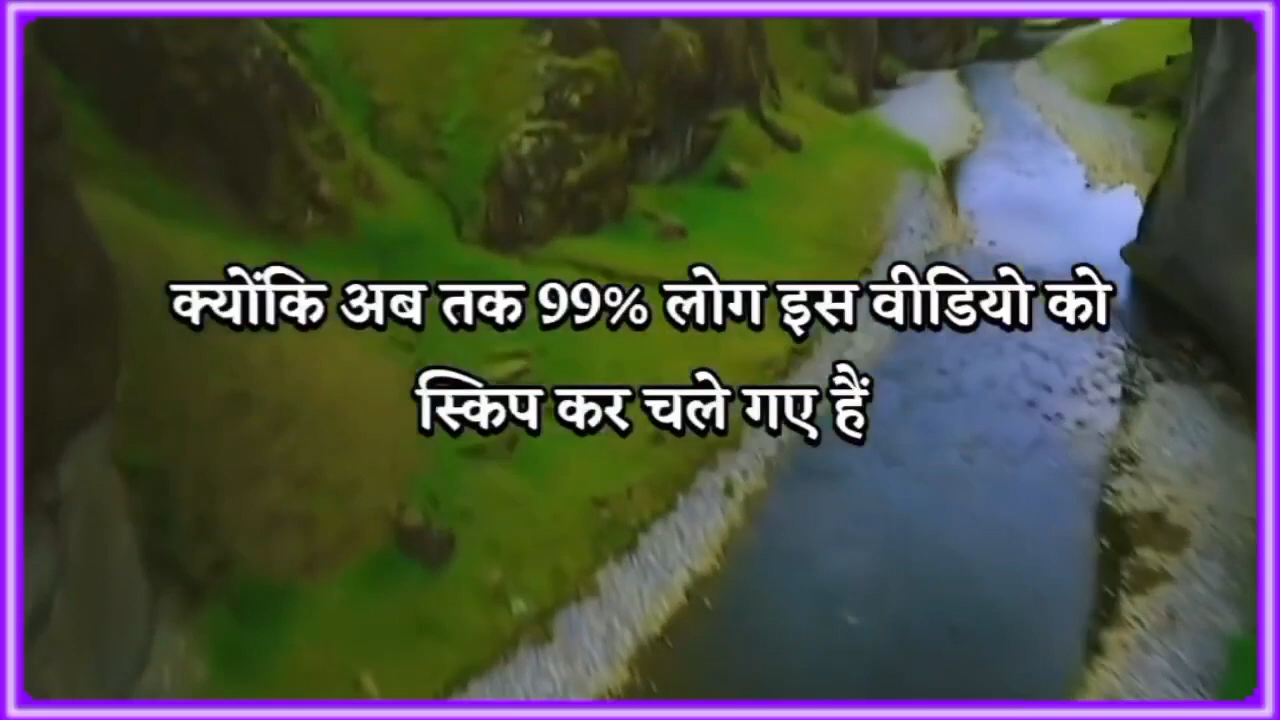 क्योंकि अब तक 99% लोग इस वीडियो को
स्किप कर चले गए हैं